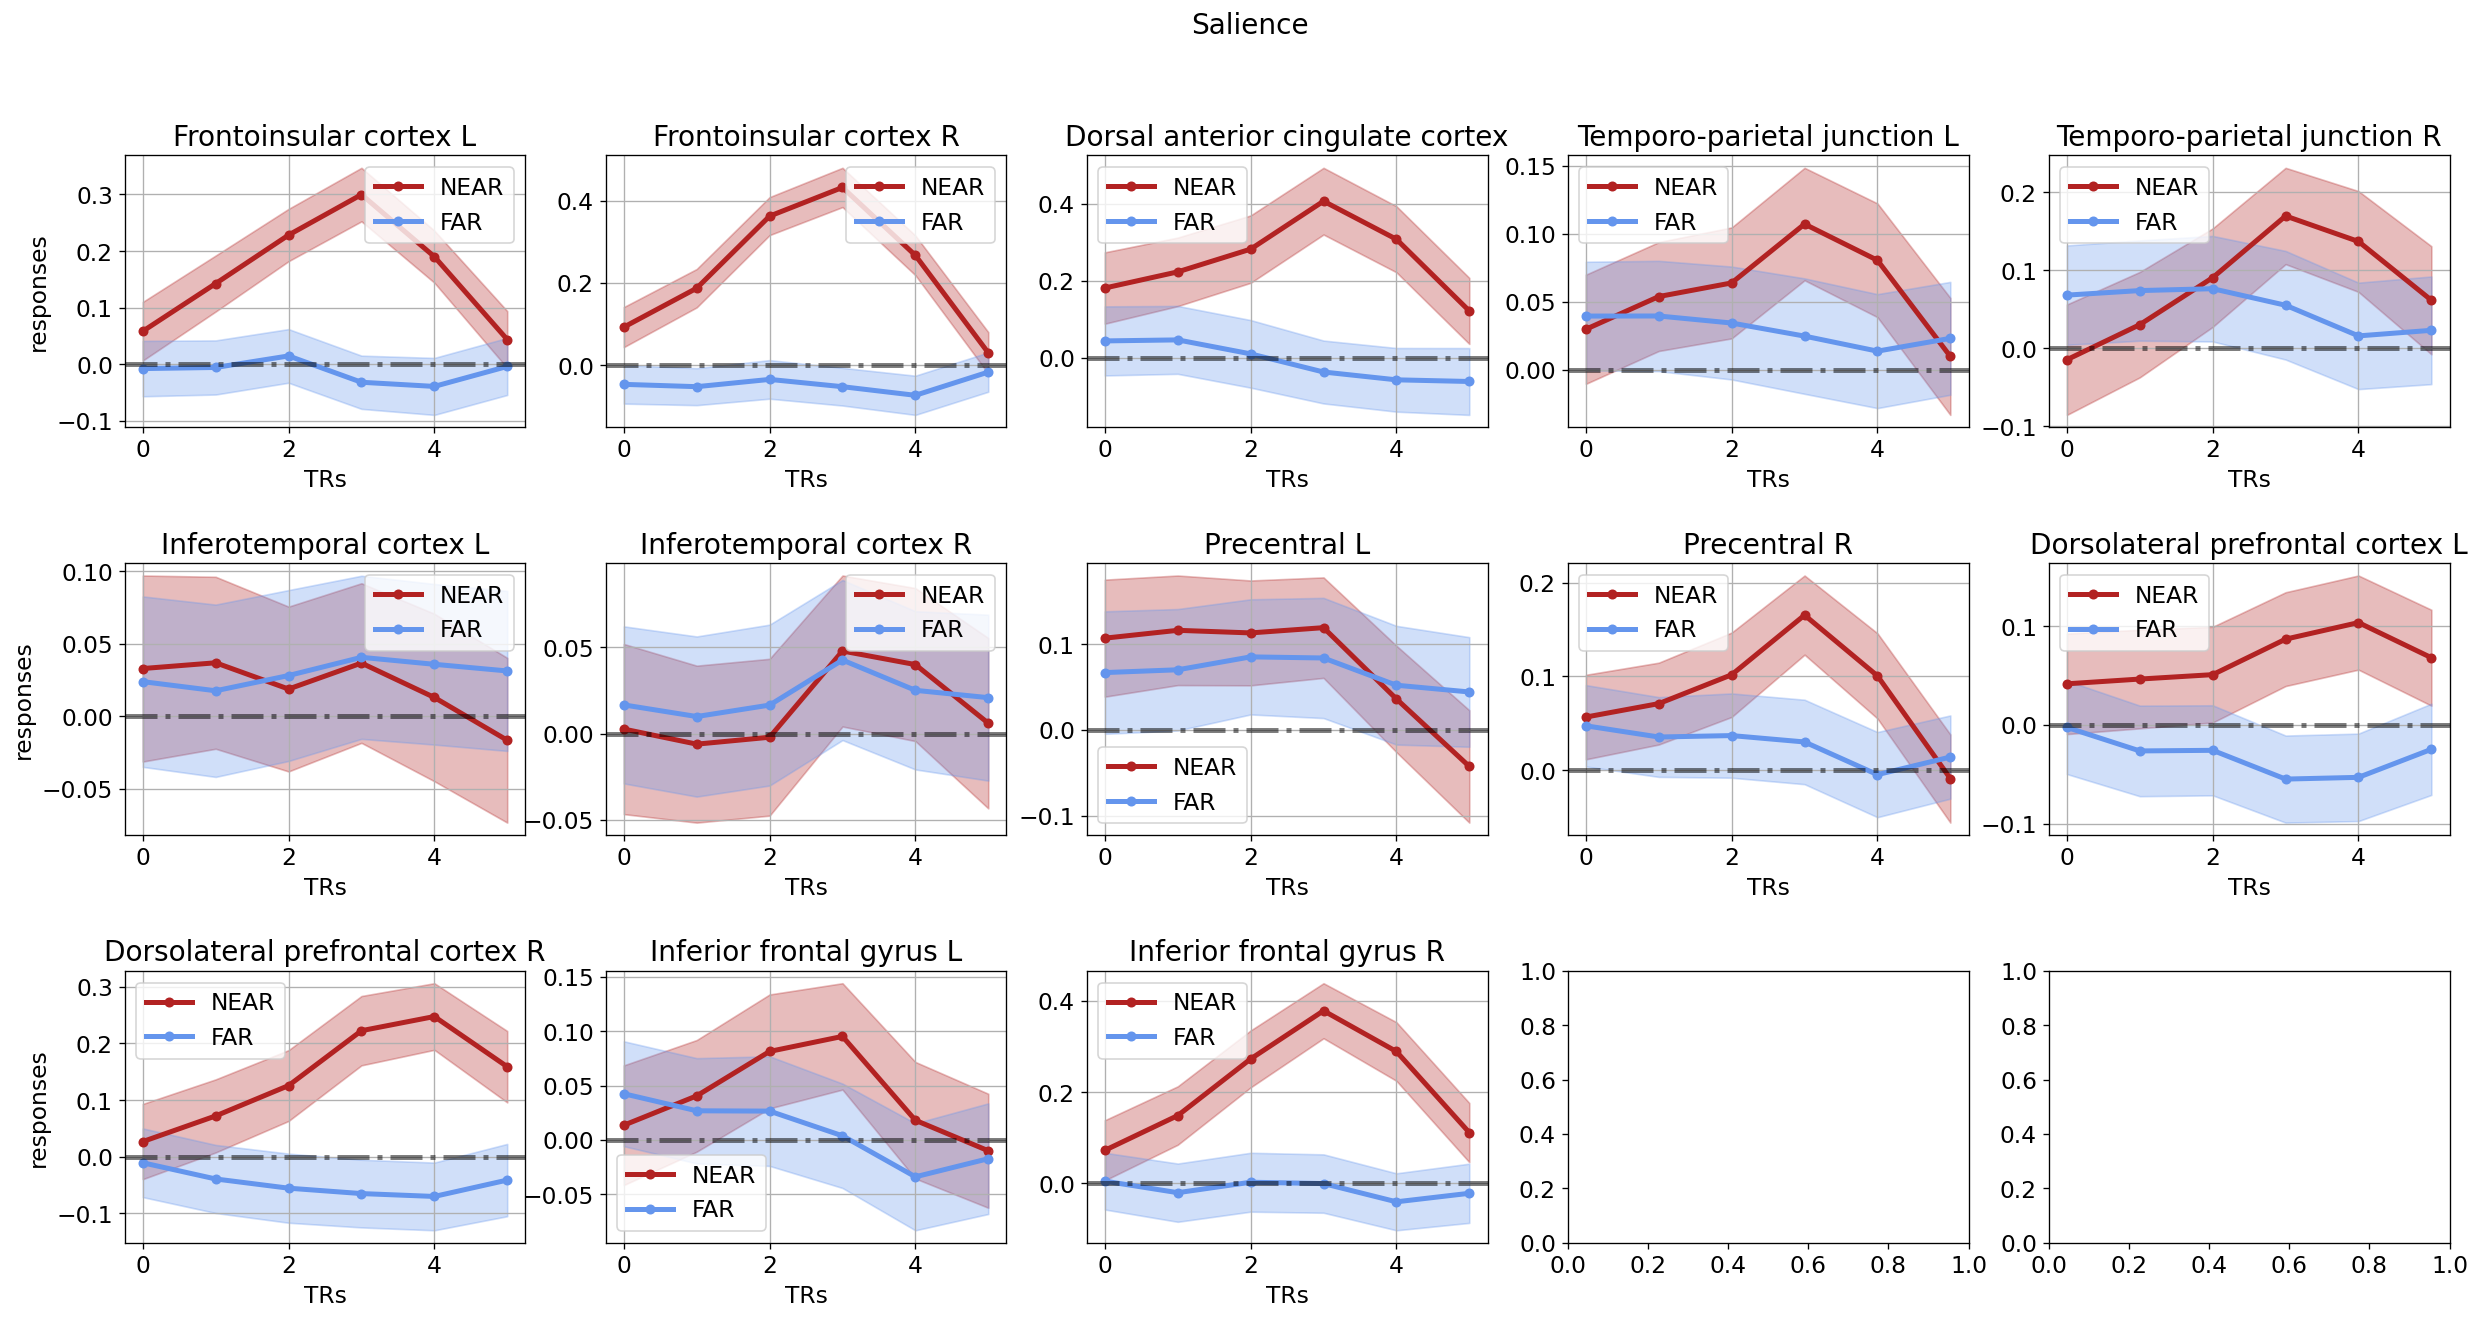 Salience
Frontoinsular cortex L
0.3
0.2
0.1
0.0
−0.1
responses
NEAR
FAR
0 2 4
TRs
Frontoinsular cortex R
0.4
0.2
0.0
NEAR
FAR
0 2 4
TRs
Dorsal anterior cingulate cortex
0.4
0.2
0.0
NEAR
FAR
0 2 4
TRs
Temporo-parietal junction L
0.15
0.10
0.05
0.00
NEAR
FAR
0 2 4
TRs
Temporo-parietal junction R
0.2
0.1
0.0
−0.1
NEAR
FAR
0 2 4
TRs
Inferotemporal cortex L
0.10
0.05
0.00
−0.05
responses
NEAR
FAR
0 2 4
TRs
Inferotemporal cortex R
0.05
0.00
−0.05
NEAR
FAR
0 2 4
TRs
Precentral L
0.1
0.0
−0.1
NEAR
FAR
0 2 4
TRs
Precentral R
0.2
0.1
0.0
NEAR
FAR
0 2 4
TRs
Dorsolateral prefrontal cortex L
0.1
0.0
−0.1
NEAR
FAR
0 2 4
TRs
Dorsolateral prefrontal cortex R
0.3
0.2
0.1
0.0
−0.1
responses
NEAR
FAR
0 2 4
TRs
Inferior frontal gyrus L
0.15
0.10
0.05
0.00
−0.05
NEAR
FAR
0 2 4
TRs
Inferior frontal gyrus R
0.4
0.2
0.0
NEAR
FAR
0 2 4
TRs
1.0
0.8
0.6
0.4
0.2
0.0
0.0 0.2 0.4 0.6 0.8 1.0
1.0
0.8
0.6
0.4
0.2
0.0
0.0 0.2 0.4 0.6 0.8 1.0